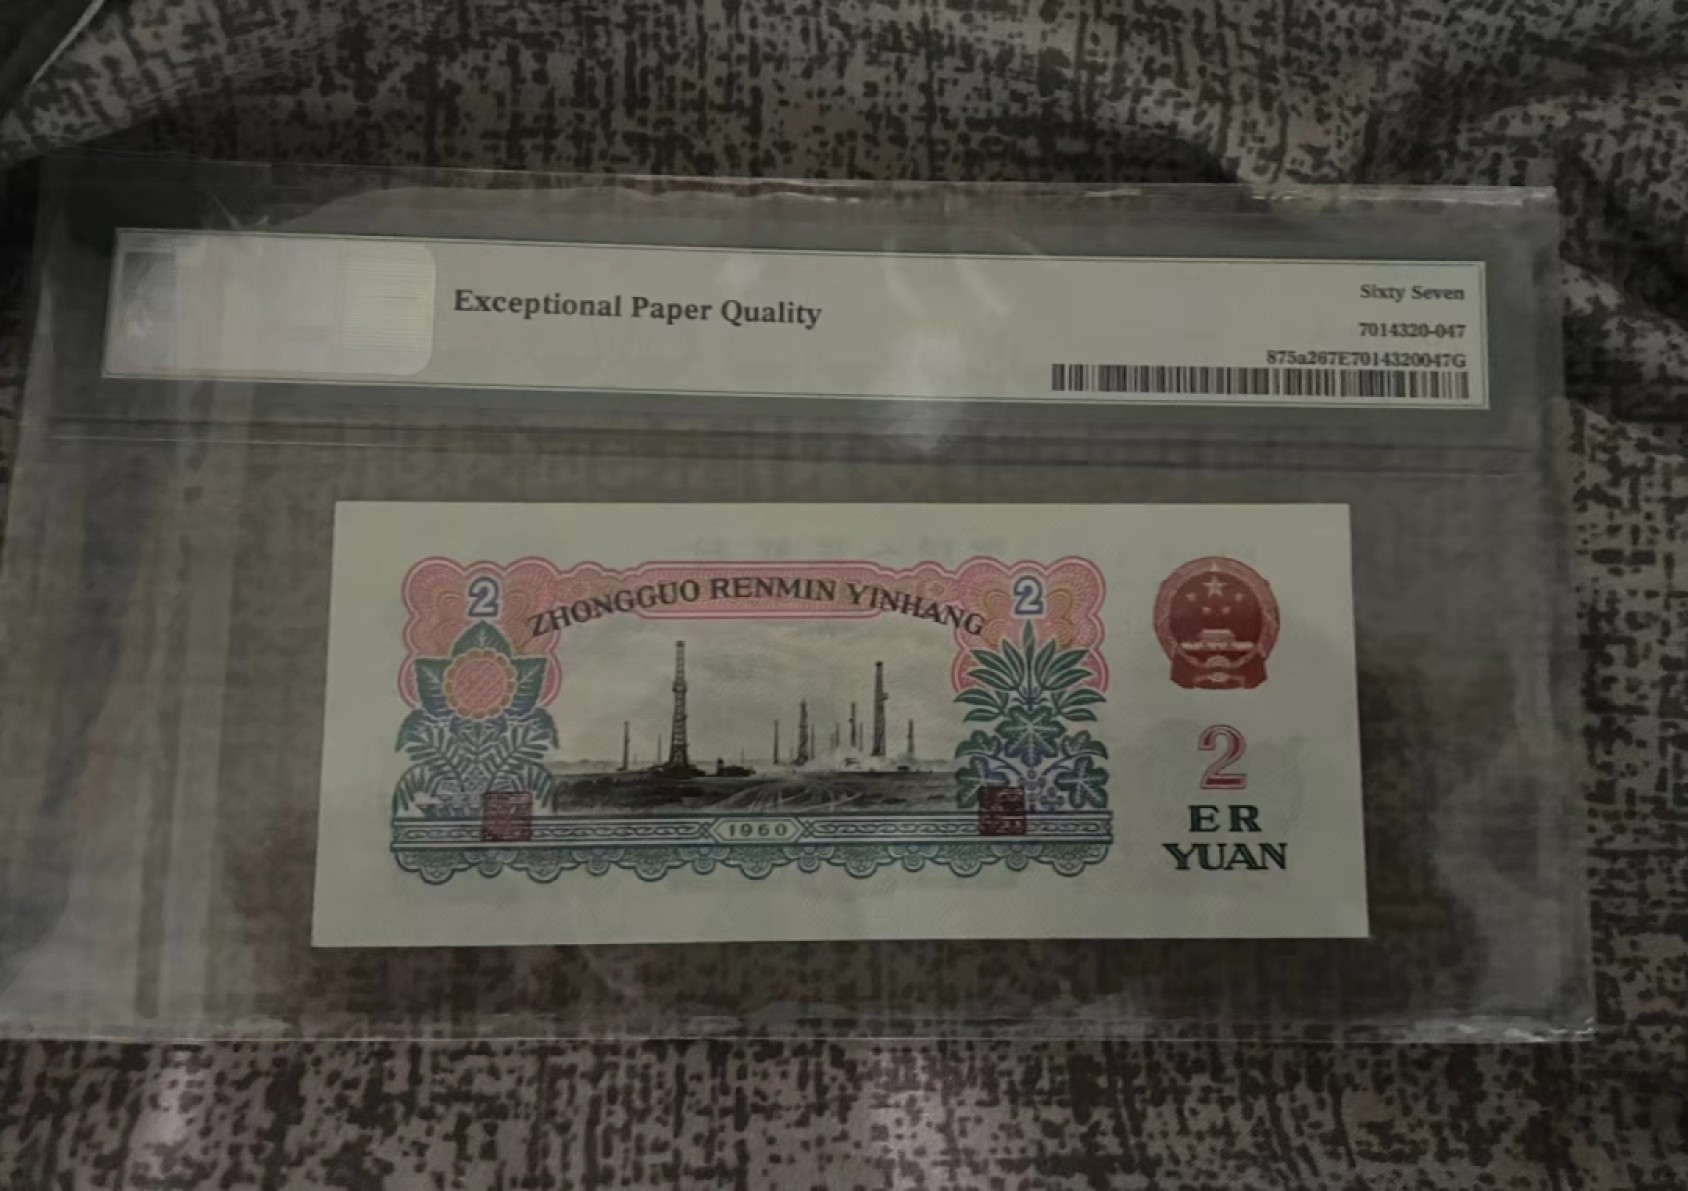 Exceptional Paper Quality
Sixty Seven
7014320-047
875a267E7014320047G
2
ZHONGGUO RENMIN YINHANG
2
1960
2
ER
YUAN